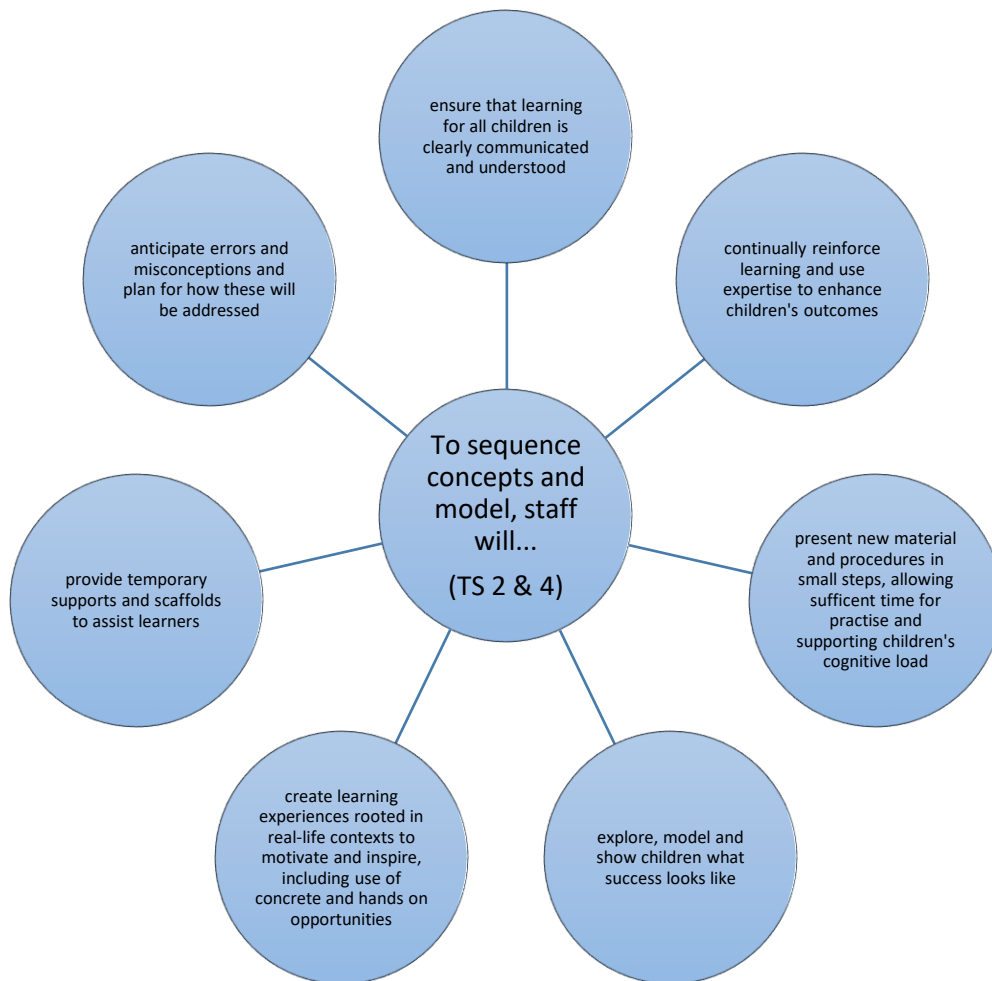 ensure that learning
for all children is
clearly communicated
and understood
continually reinforce
learning and use
expertise to enhance
children's outcomes
present new material
and procedures in
small steps, allowing
sufficent time for
practise and
supporting children's
cognitive load
explore, model and
show children what
success looks like
create learning
experiences rooted in
real-life contexts to
motivate and inspire,
including use of
concrete and hands on
opportunities
provide temporary
supports and scaffolds
to assist learners
anticipate errors and
misconceptions and
plan for how these will
be addressed
To sequence
concepts and
model, staff
will...
(TS 2 & 4)